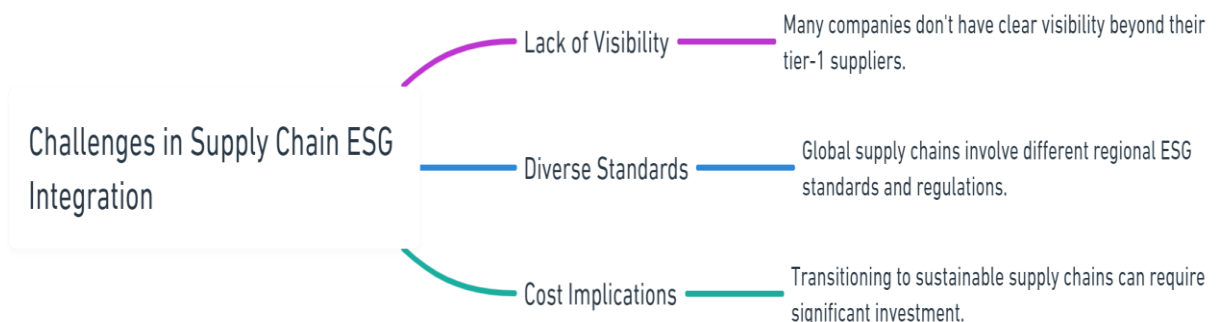 Challenges in Supply Chain ESG
Integration
Lack of Visibility
Many companies don't have clear visibility beyond their
tier-1 suppliers.
Diverse Standards
Global supply chains involve different regional ESG
standards and regulations.
Cost Implications
Transitioning to sustainable supply chains can require
significant investment.